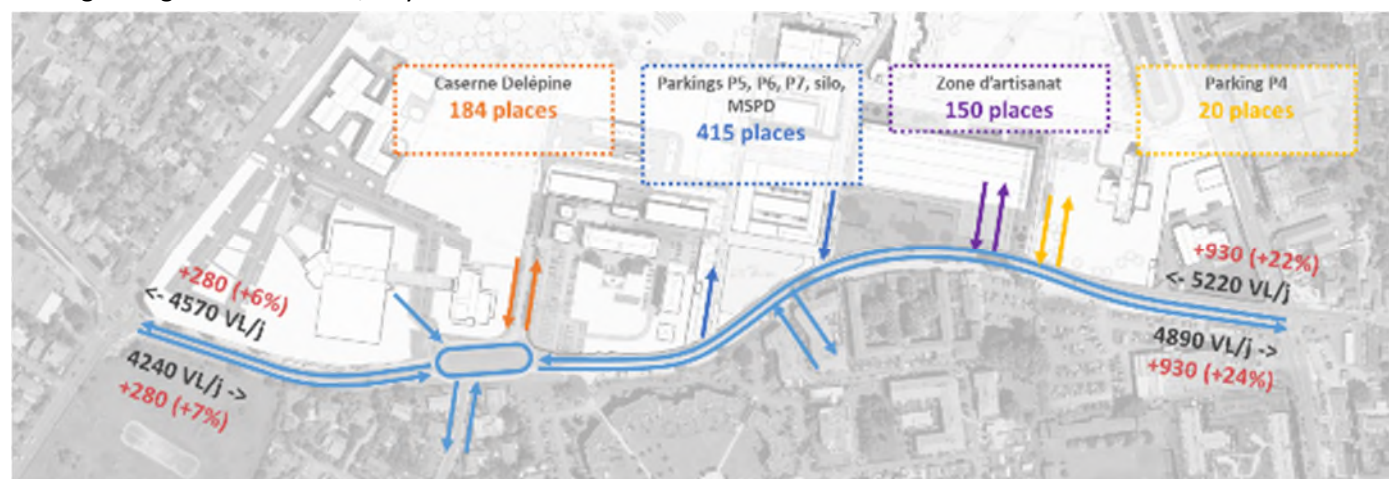 Caserne Delépine
184 places
Parkings P5, P6, P7, silo,
MSPD
415 places
Zone d'artisanat
150 places
Parking P4
20 places
+280 (+6%)
<- 4570 VL/j
4240 VL/j ->
+280 (+7%)
+930 (+22%)
<- 5220 VL/j
4890 VL/j ->
+930 (+24%)